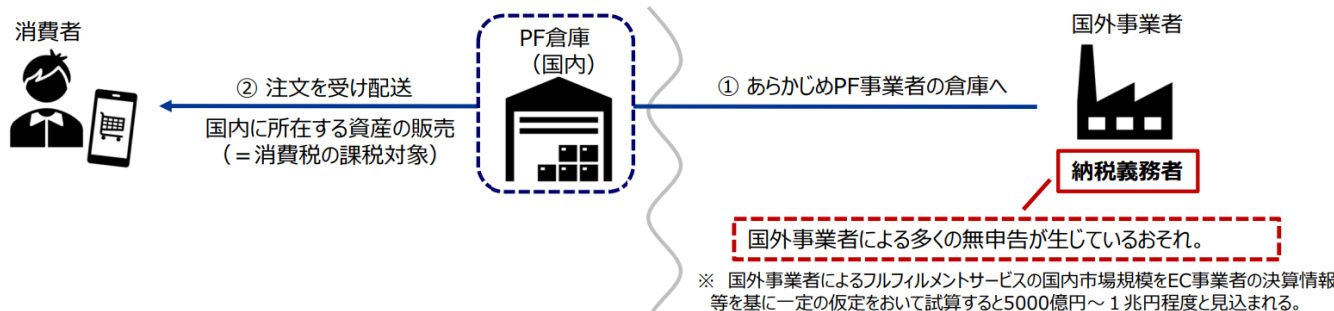 消費者
② 注文を受け配送
国内に所在する資産の販売
（＝消費税の課税対象）
PF倉庫
（国内）
① あらかじめPF事業者の倉庫へ
国外事業者
納税義務者
国外事業者による多くの無申告が生じているおそれ。
※　国外事業者によるフルフィルメントサービスの国内市場規模をEC事業者の決算情報
等を基に一定の仮定をおいて試算すると5000億円～１兆円程度と見込まれる。